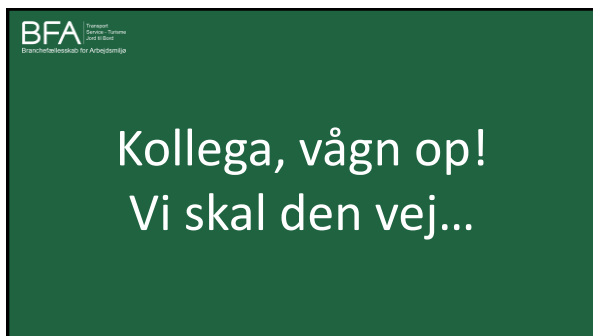 BFA
Transport
Service - Turisme
Jord til Bord
Branchefællesskab for Arbejdsmiljø
Kollega, vågn op!
Vi skal den vej...